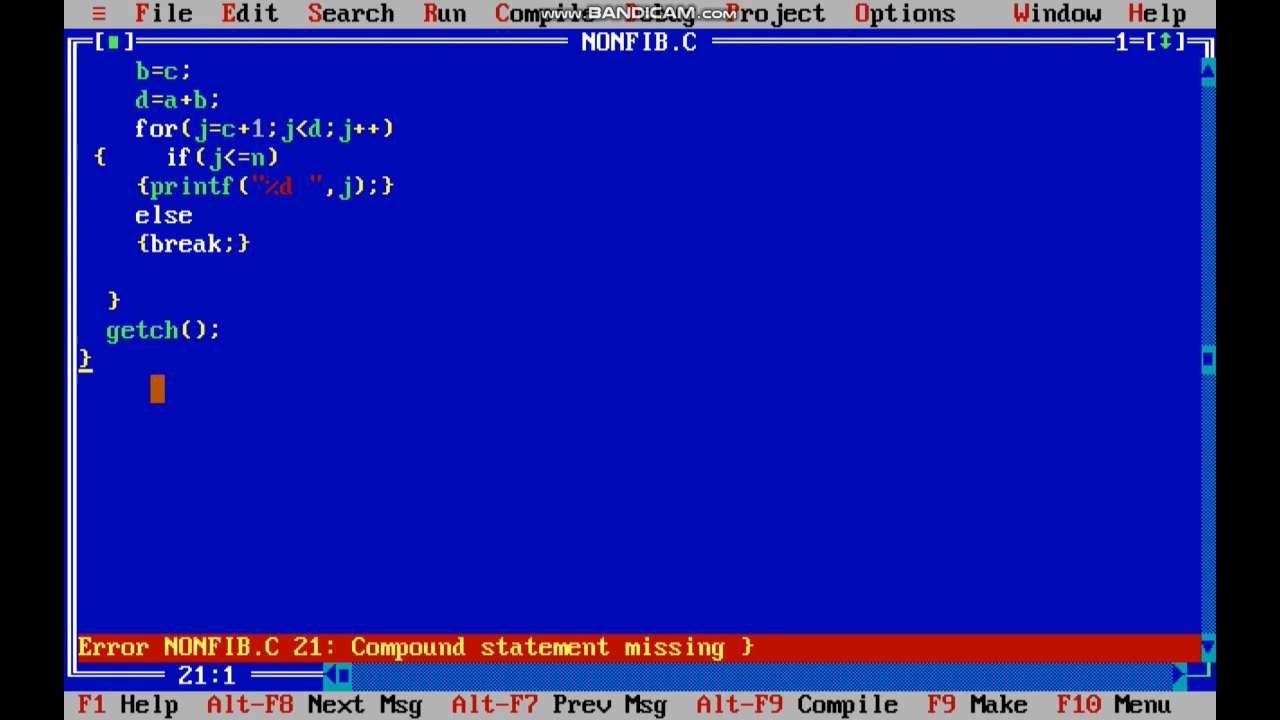 ≡ File Edit Search Run Compile Debug Project Options Window Help
www.BANDICAM.com
[■] NONFIB.C 1=[↕]
b=c;
d=a+b;
for(j=c+1;j<d;j++)
{ if(j<=n)
{printf("%d ",j);}
else
{break;}
}
getch();
}
Error NONFIB.C 21: Compound statement missing }
21:1
F1 Help Alt-F8 Next Msg Alt-F7 Prev Msg Alt-F9 Compile F9 Make F10 Menu